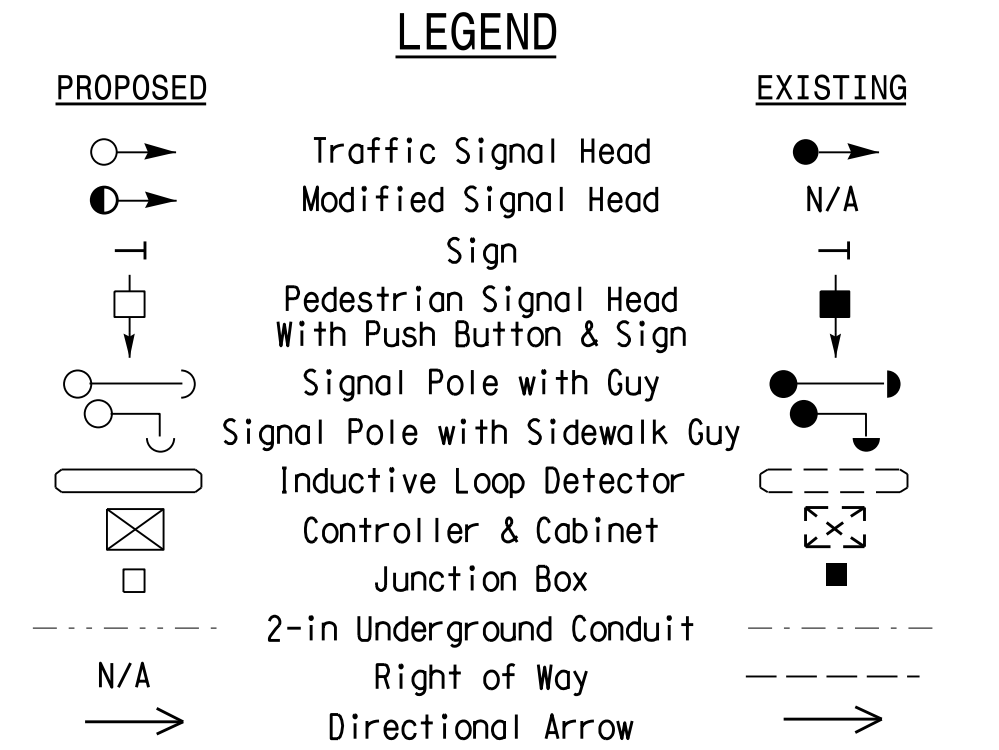 LEGEND
PROPOSED EXISTING
Traffic Signal Head
Modified Signal Head N/A
Sign
Pedestrian Signal Head
With Push Button & Sign
Signal Pole with Guy
Signal Pole with Sidewalk Guy
Inductive Loop Detector
Controller & Cabinet
Junction Box
2-in Underground Conduit
N/A Right of Way
Directional Arrow